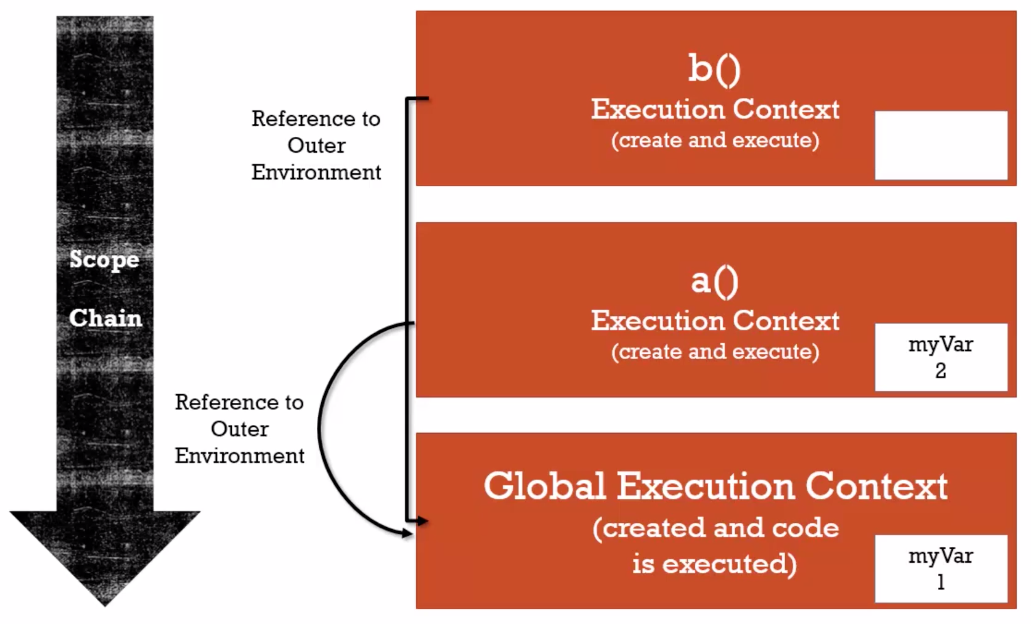 b()
Execution Context
(create and execute)
Reference to
Outer
Environment
Scope
Chain
a()
Execution Context
(create and execute)
myVar
2
Reference to
Outer
Environment
Global Execution Context
(created and code
is executed)
myVar
1